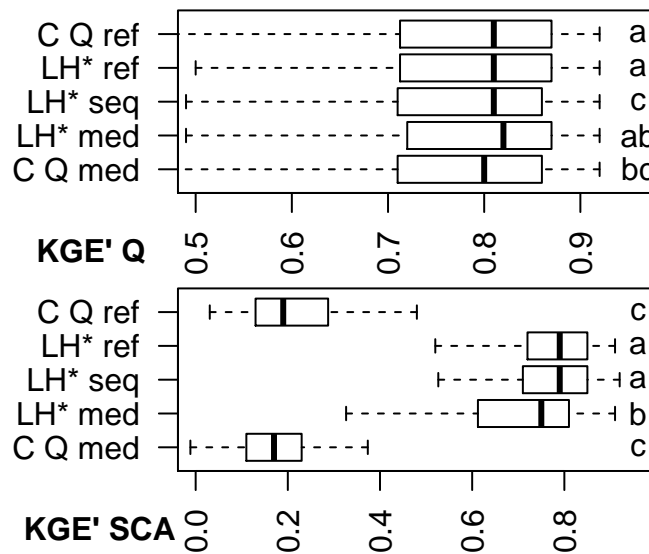 C Q ref a
LH* ref a
LH* seq c
LH* med ab
C Q med bc
0.5 0.6 0.7 0.8 0.9
KGE' Q
C Q ref c
LH* ref a
LH* seq a
LH* med b
C Q med c
0.0 0.2 0.4 0.6 0.8
KGE' SCA